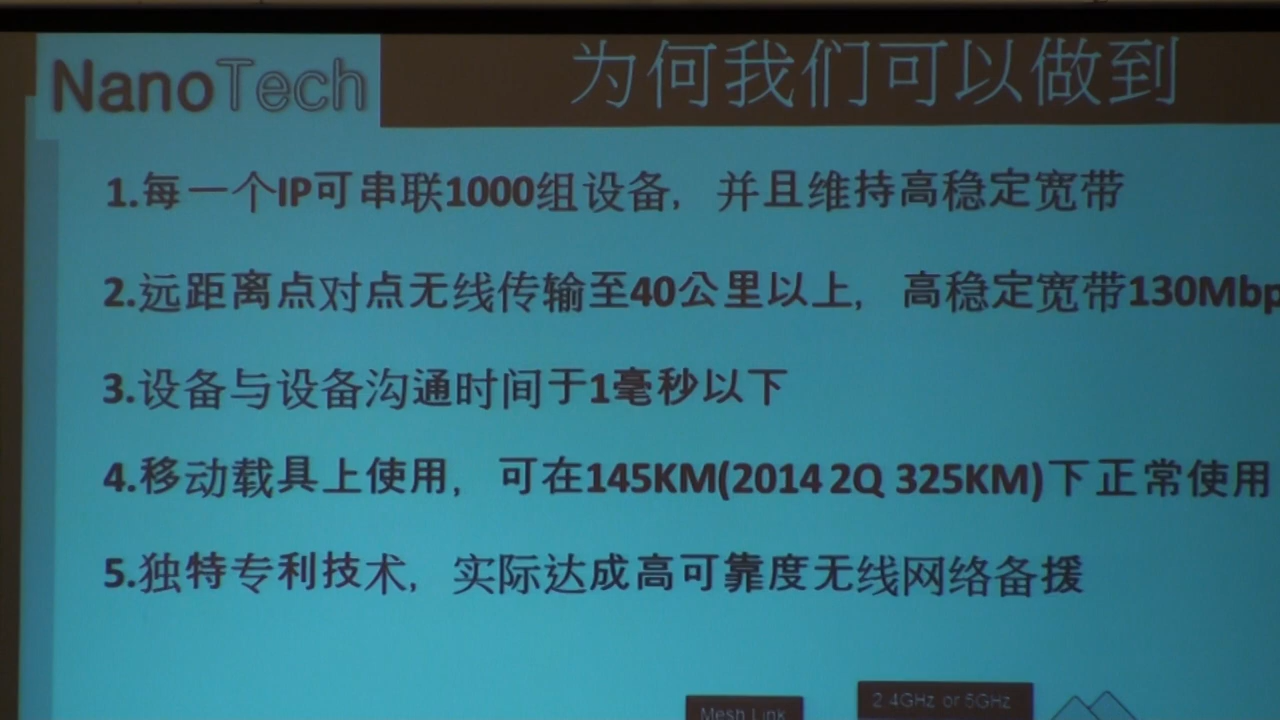 NanoTech
为何我们可以做到
1.每一个IP可串联1000组设备, 并且维持高稳定宽带
2.远距离点对点无线传输至40公里以上, 高稳定宽带130Mbp
3.设备与设备沟通时间于1毫秒以下
4.移动载具上使用, 可在145KM(2014 2Q 325KM)下正常使用
5.独特专利技术, 实际达成高可靠度无线网络备援
2.4GHz or 5GHz
Mesh Link